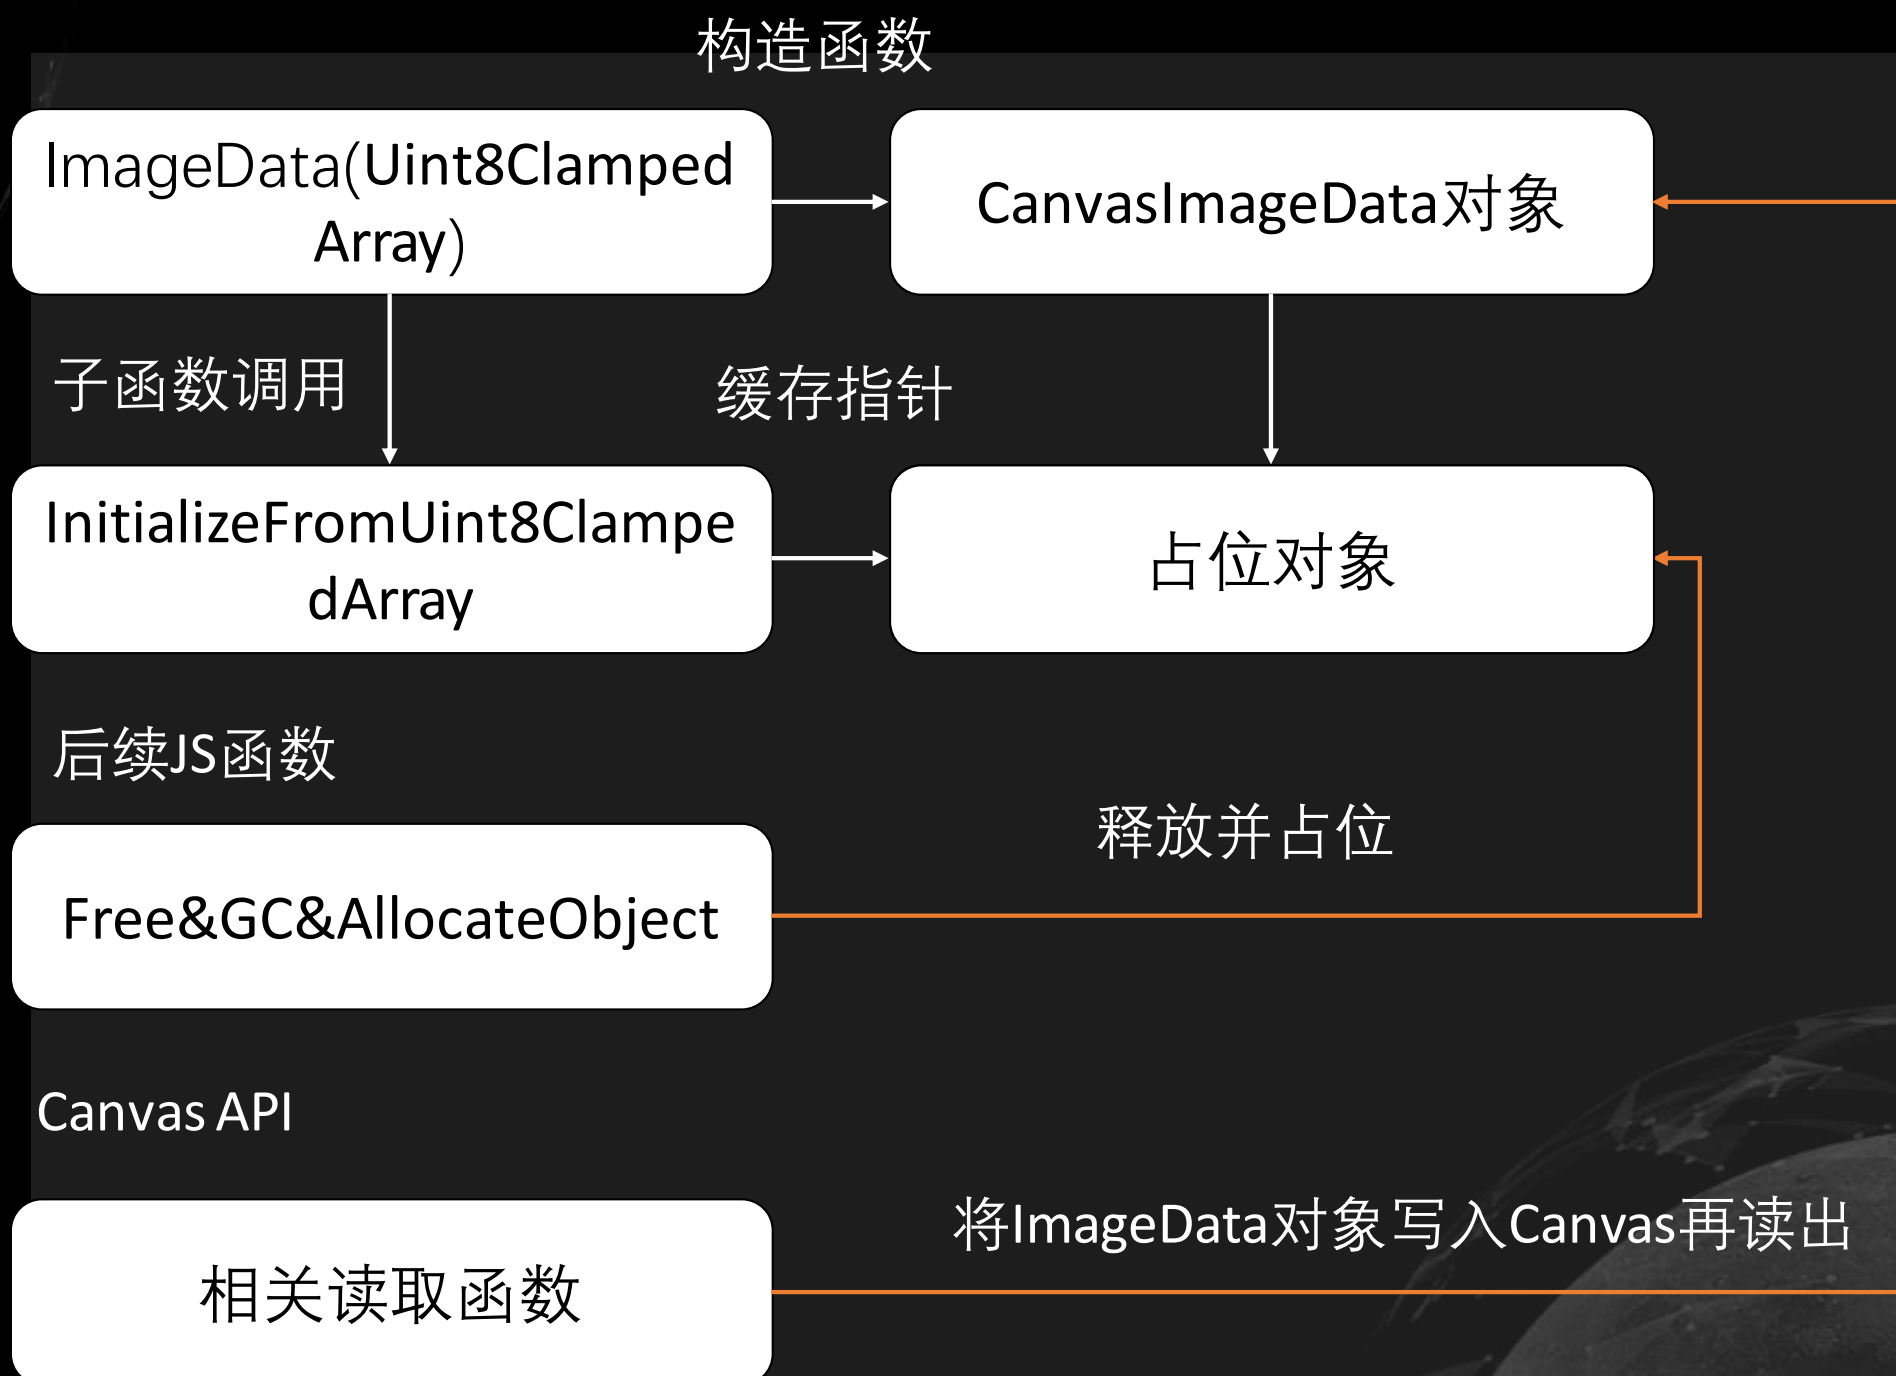 构造函数
ImageData(Uint8Clamped
Array)
CanvasImageData对象
子函数调用
缓存指针
InitializeFromUint8Clampe
dArray
占位对象
后续JS函数
释放并占位
Free&GC&AllocateObject
Canvas API
将ImageData对象写入Canvas再读出
相关读取函数